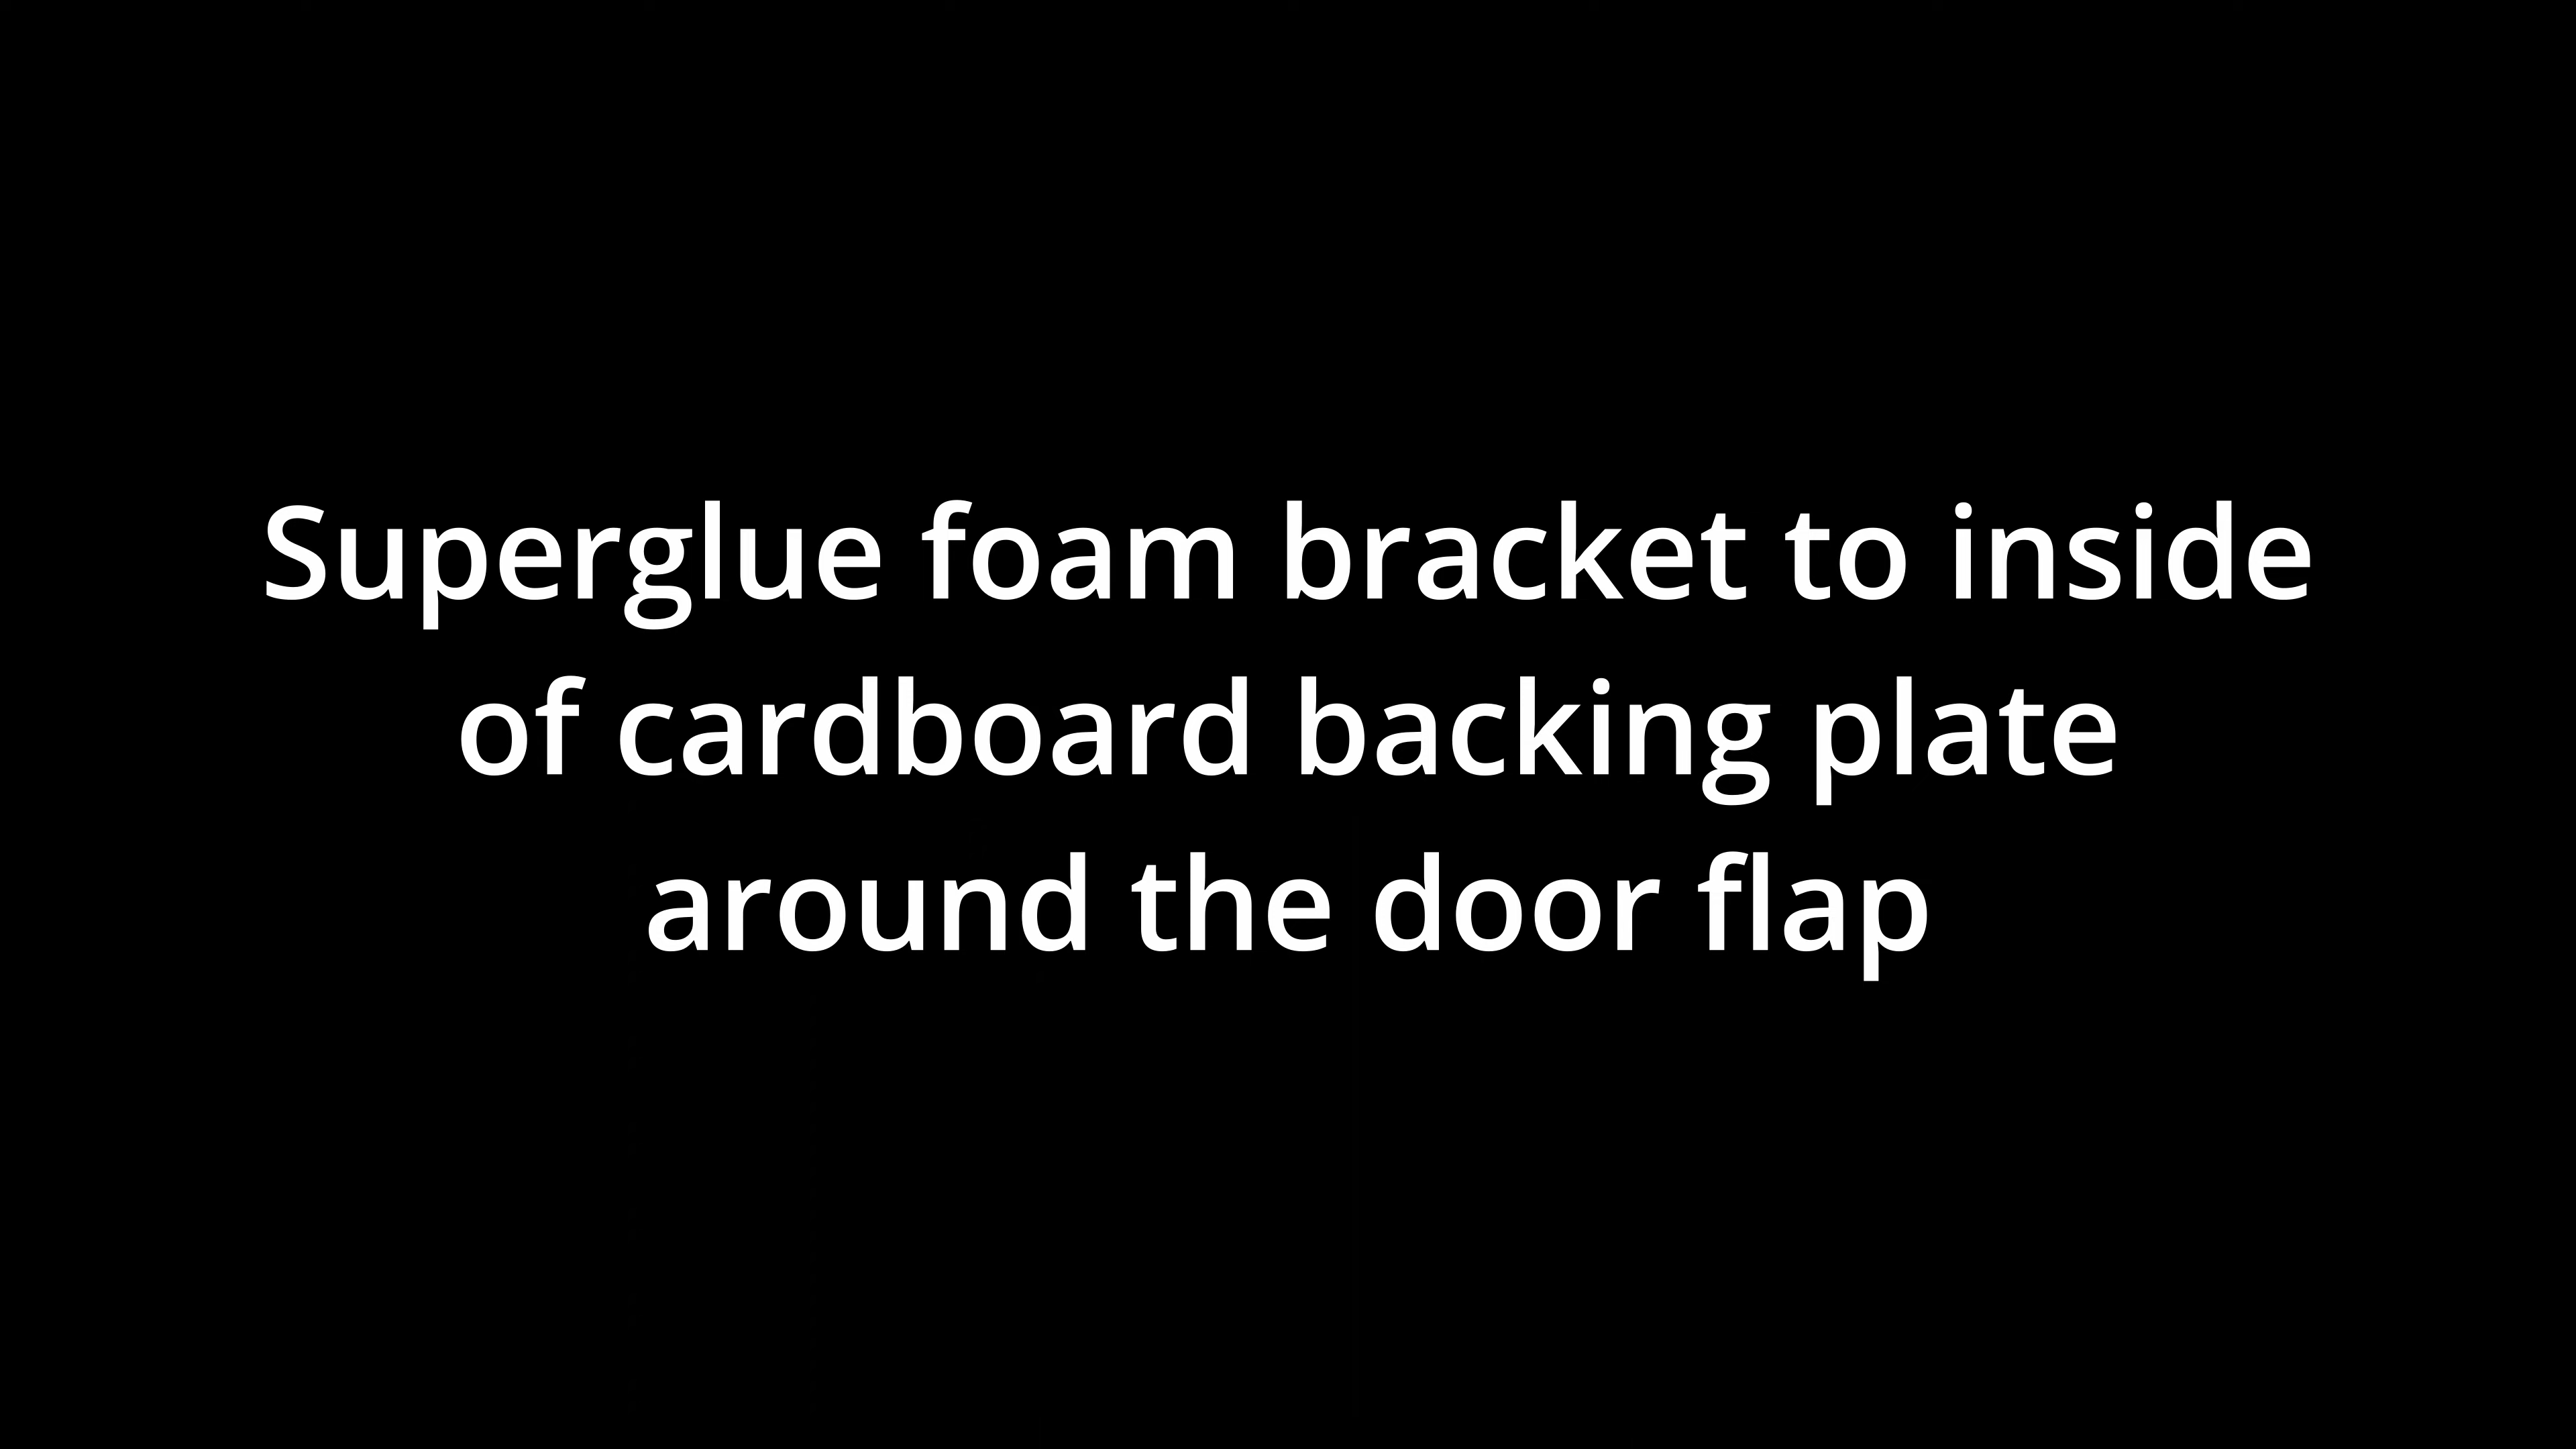 Superglue foam bracket to inside
of cardboard backing plate
around the door flap